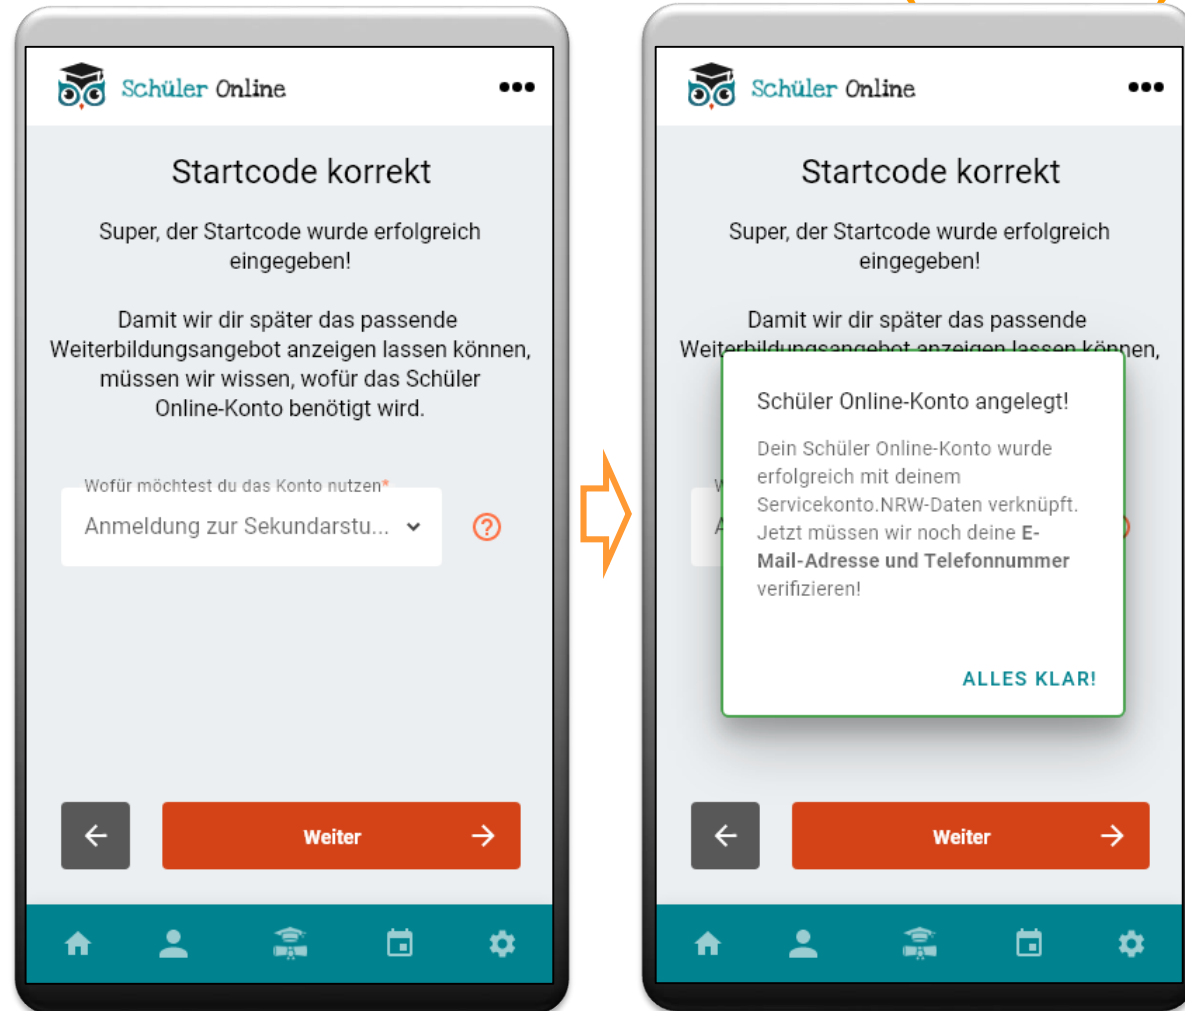 Schüler Online
Startcode korrekt
Super, der Startcode wurde erfolgreich
eingegeben!
Damit wir dir später das passende
Weiterbildungsangebot anzeigen lassen können,
müssen wir wissen, wofür das Schüler
Online-Konto benötigt wird.
Wofür möchtest du das Konto nutzen*
Anmeldung zur Sekundarstu...
Weiter
Schüler Online
Startcode korrekt
Super, der Startcode wurde erfolgreich
eingegeben!
Damit wir dir später das passende
Weiterbildungsangebot anzeigen lassen können,
Schüler Online-Konto angelegt!
Dein Schüler Online-Konto wurde
erfolgreich mit deinem
Servicekonto.NRW-Daten verknüpft.
Jetzt müssen wir noch deine E-
Mail-Adresse und Telefonnummer
verifizieren!
ALLES KLAR!
Weiter